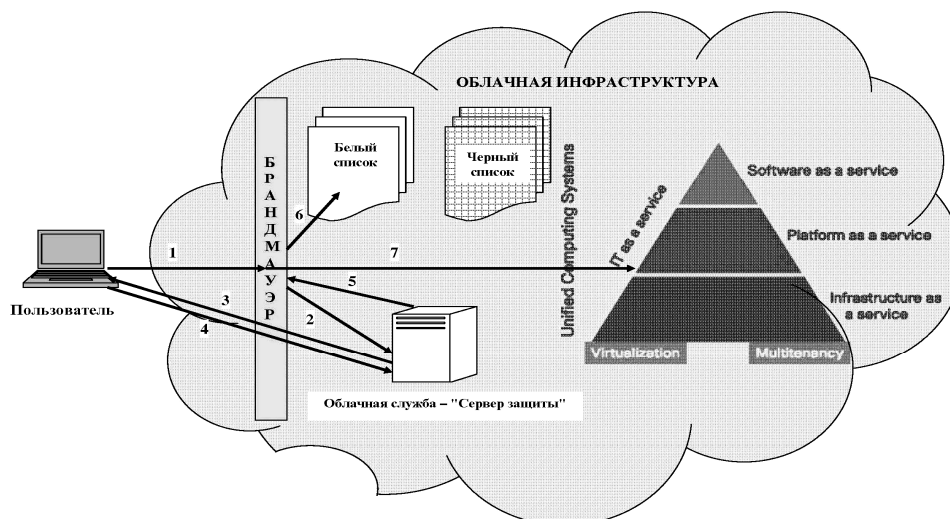 ОБЛАЧНАЯ ИНФРАСТРУКТУРА
Белый
список
Черный
список
БРАНДМАУЭР
Unified Computing Systems
IT as a service
Software as a service
Platform as a service
Infrastructure as
a service
Virtualization
Multitenancy
1
6
7
5
3
2
4
Пользователь
Облачная служба – "Сервер защиты"